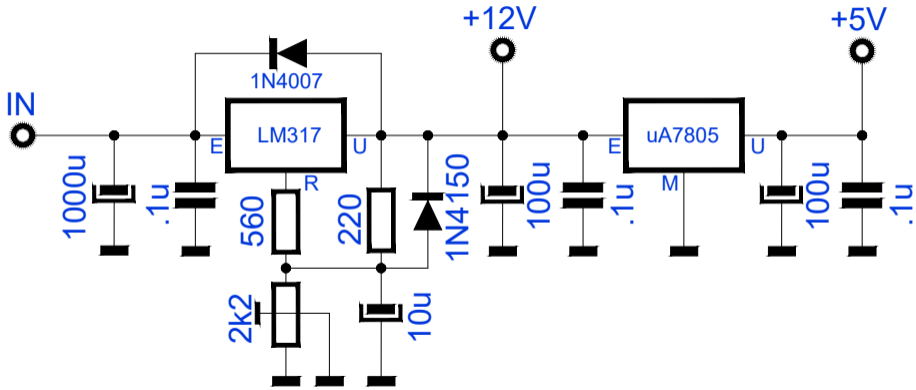 +12V
+5V
1N4007
IN
E
LM317
U
R
E
uA7805
U
M
1000u
.1u
560
220
1N4150
100u
.1u
100u
.1u
2k2
10u